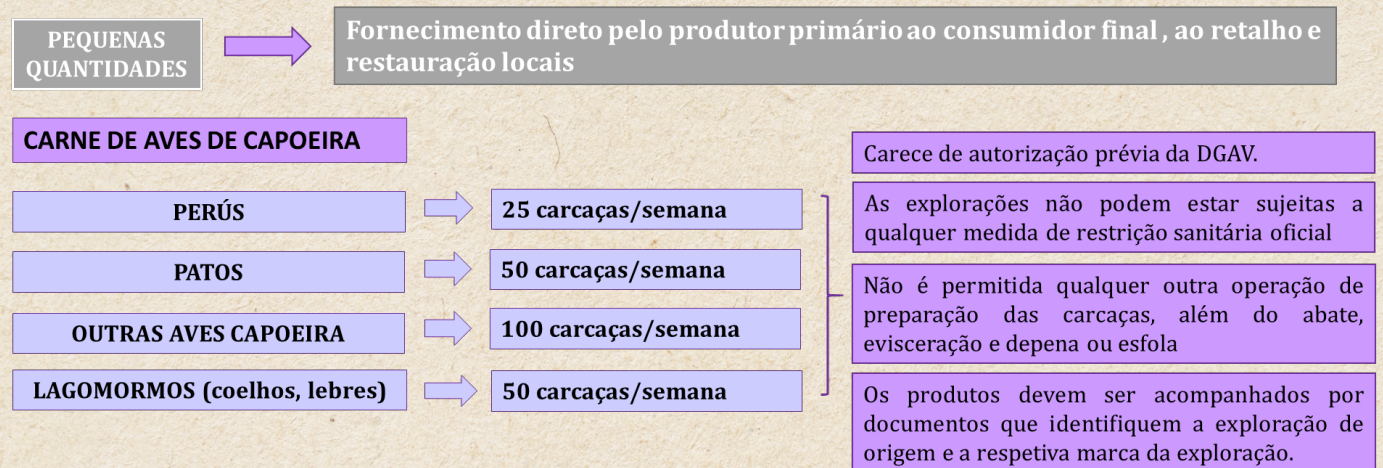 PEQUENAS
QUANTIDADES
Fornecimento direto pelo produtor primário ao consumidor final , ao retalho e
restauração locais
CARNE DE AVES DE CAPOEIRA
PERÚS
25 carcaças/semana
PATOS
50 carcaças/semana
OUTRAS AVES CAPOEIRA
100 carcaças/semana
LAGOMORMOS (coelhos, lebres)
50 carcaças/semana
Carece de autorização prévia da DGAV.
As explorações não podem estar sujeitas a
qualquer medida de restrição sanitária oficial
Não é permitida qualquer outra operação de
preparação das carcaças, além do abate,
evisceração e depena ou esfola
Os produtos devem ser acompanhados por
documentos que identifiquem a exploração de
origem e a respetiva marca da exploração.